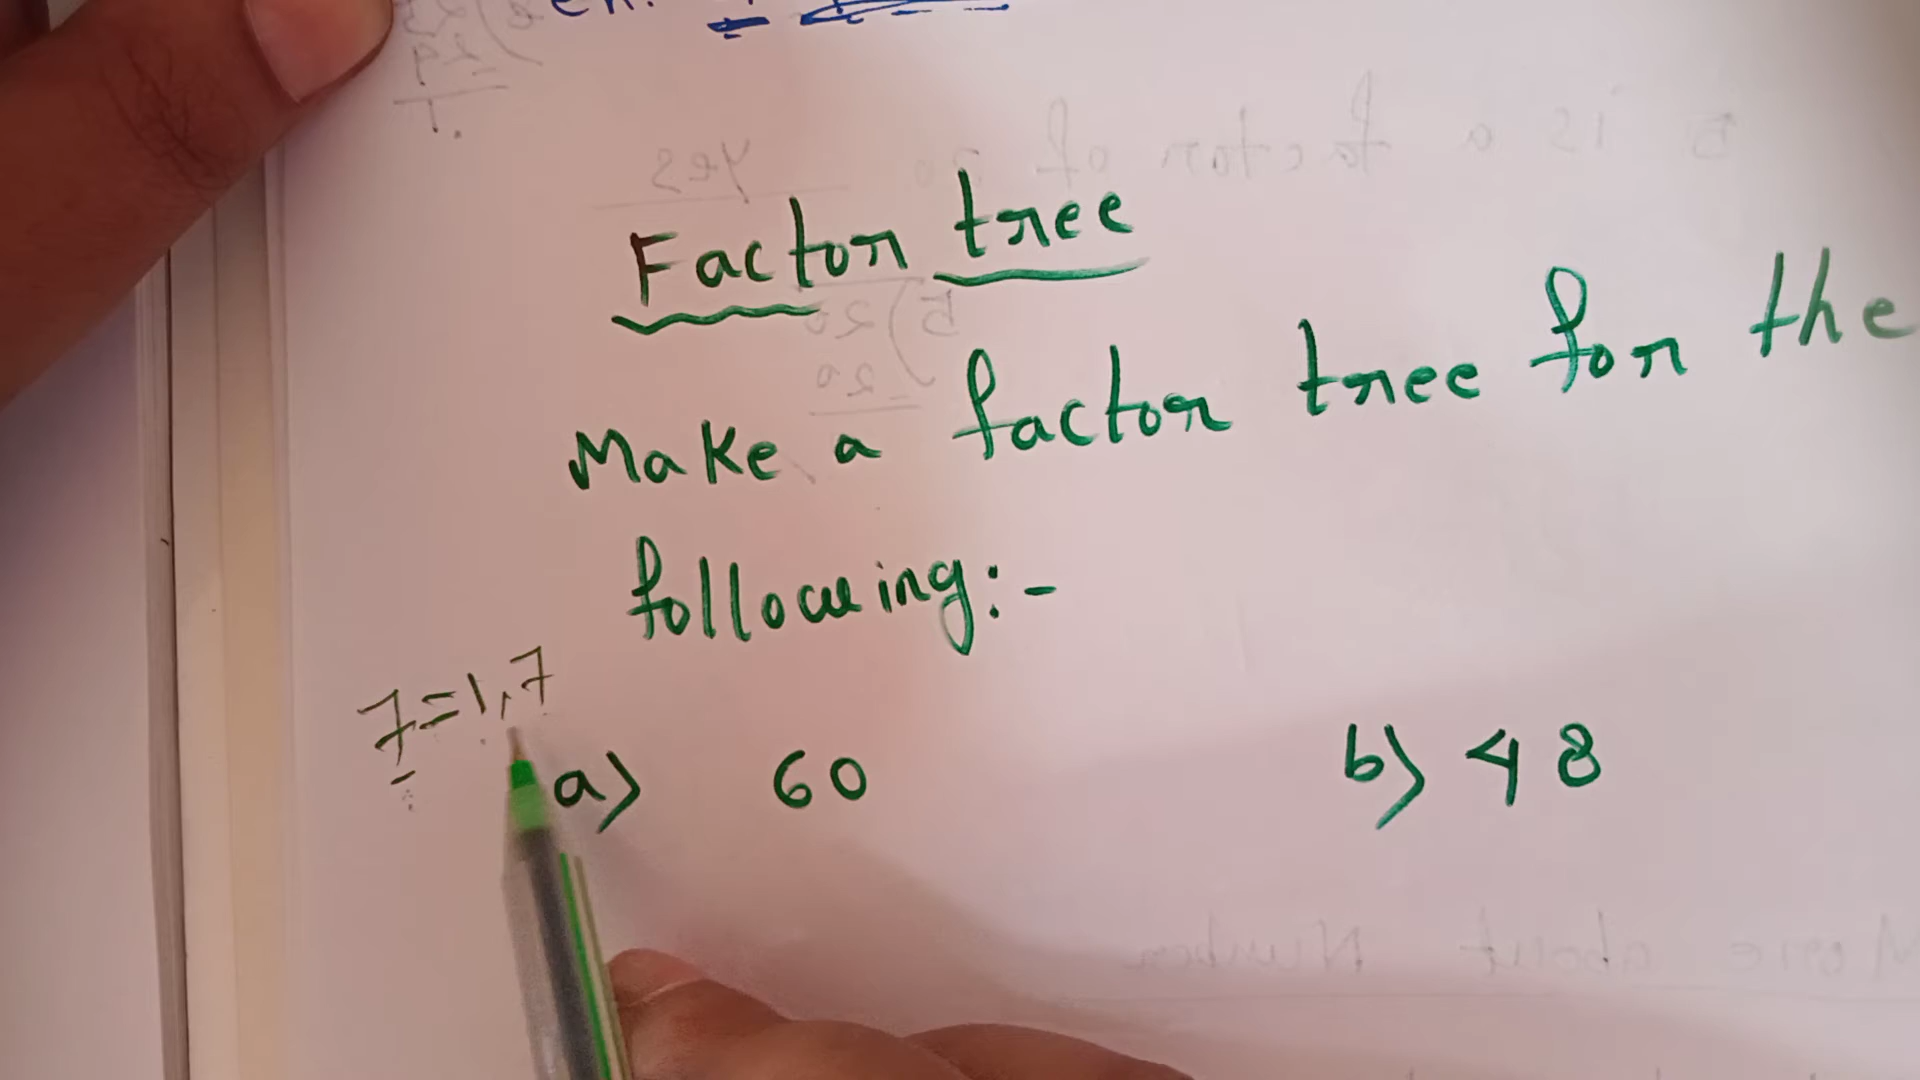 Factor tree
Make a factor tree for the
following:-
7=1,7
a) 60
b) 48